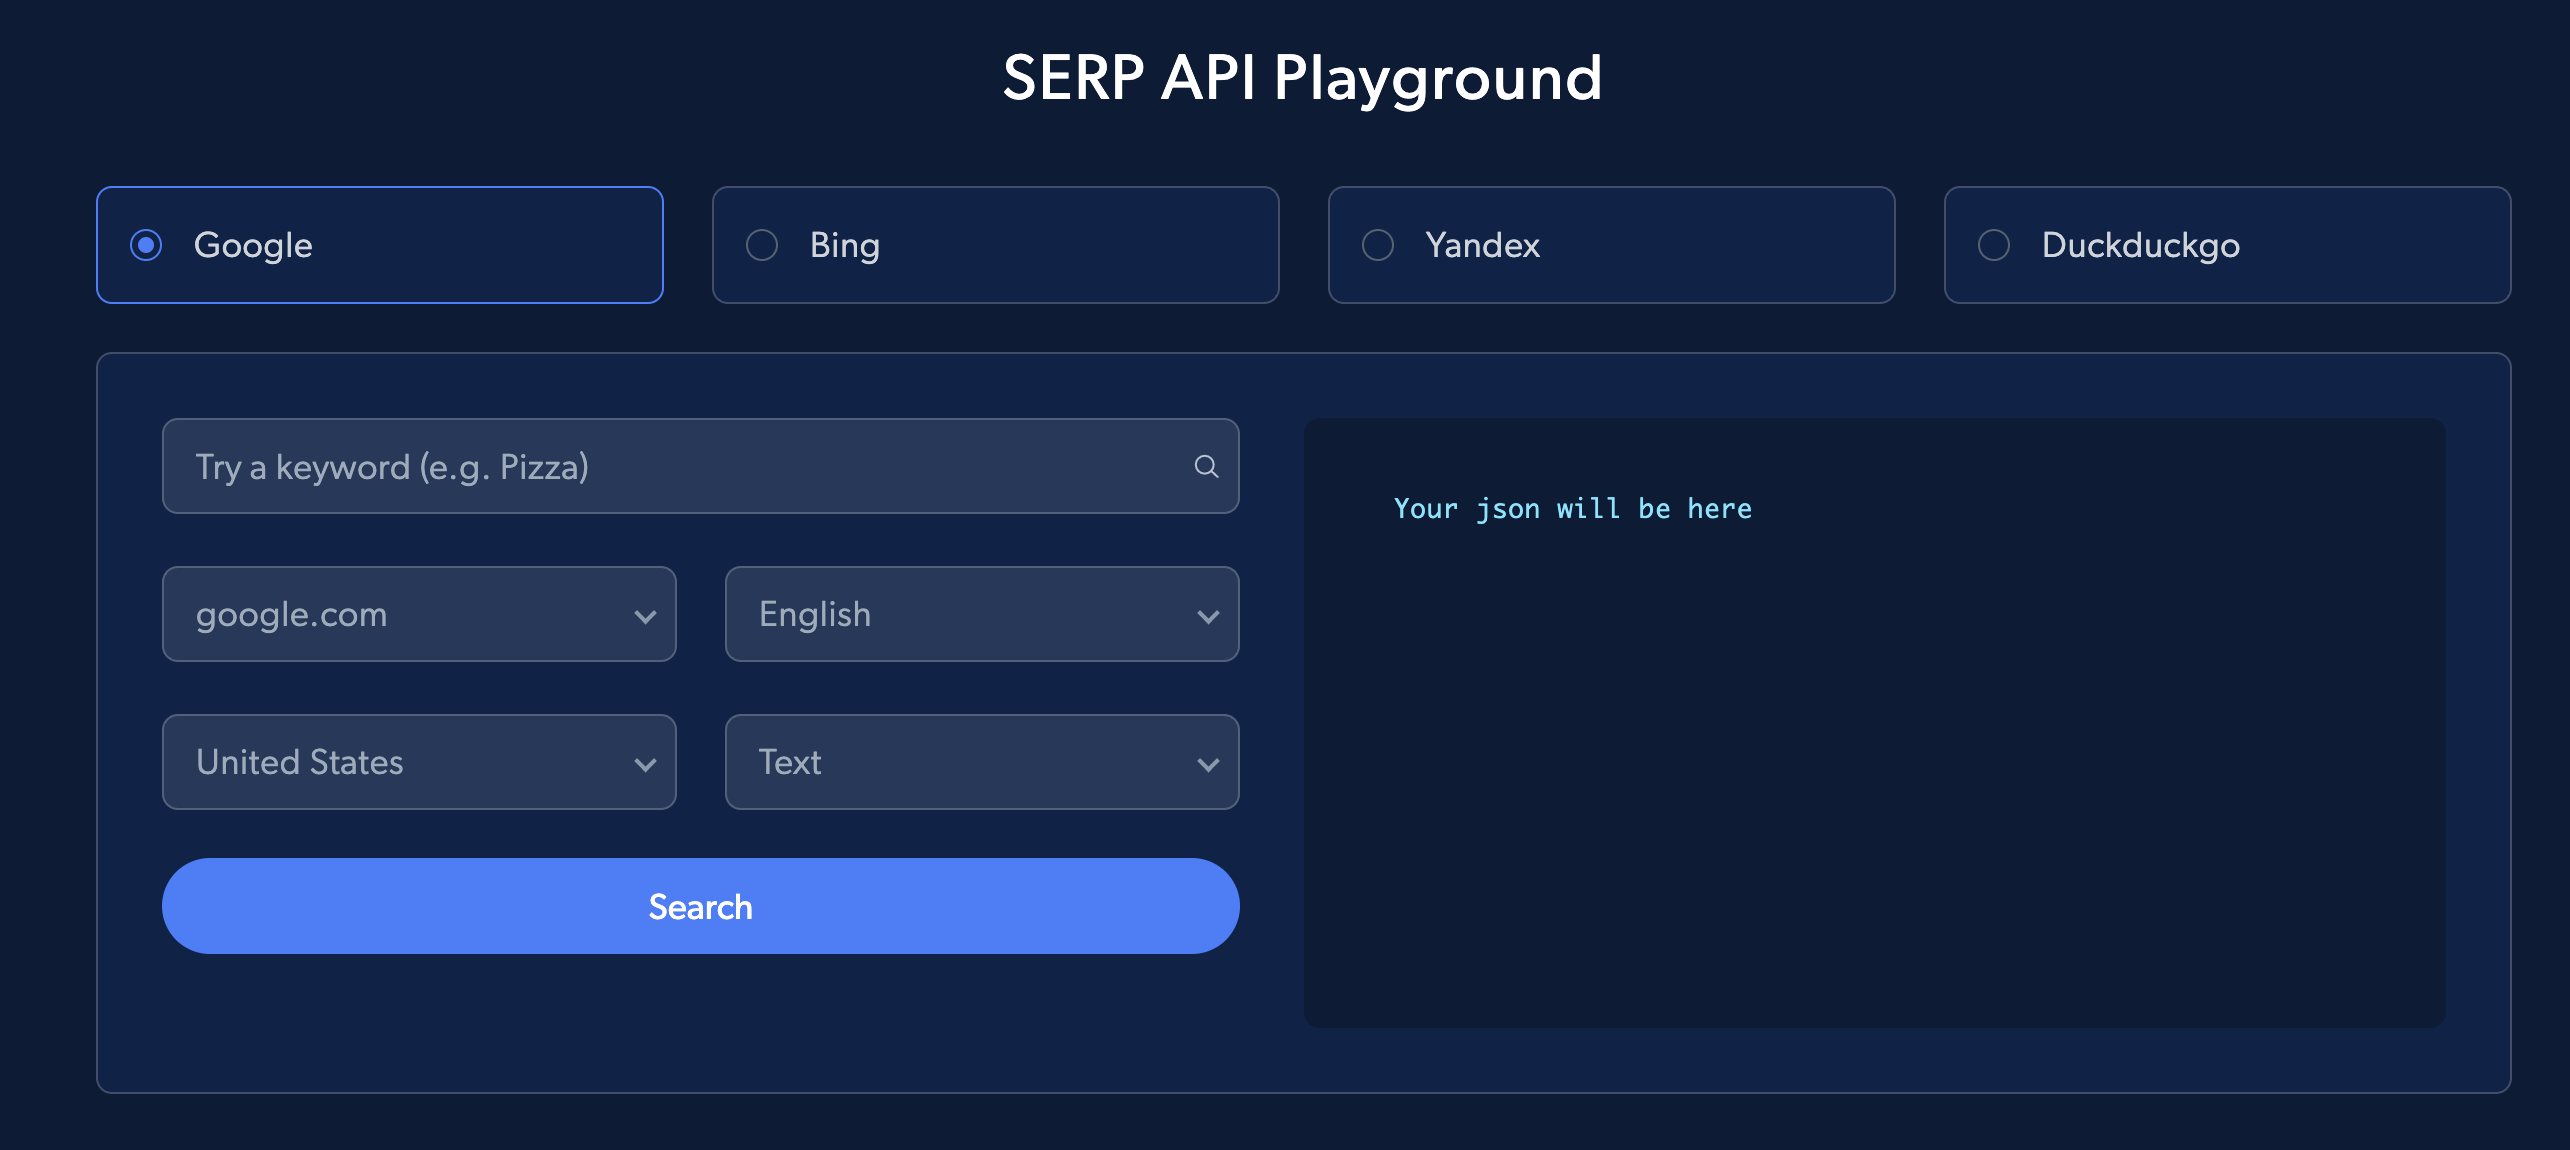 SERP API Playground
Google
Bing
Yandex
Duckduckgo
Try a keyword (e.g. Pizza)
google.com
English
United States
Text
Search
Your json will be here